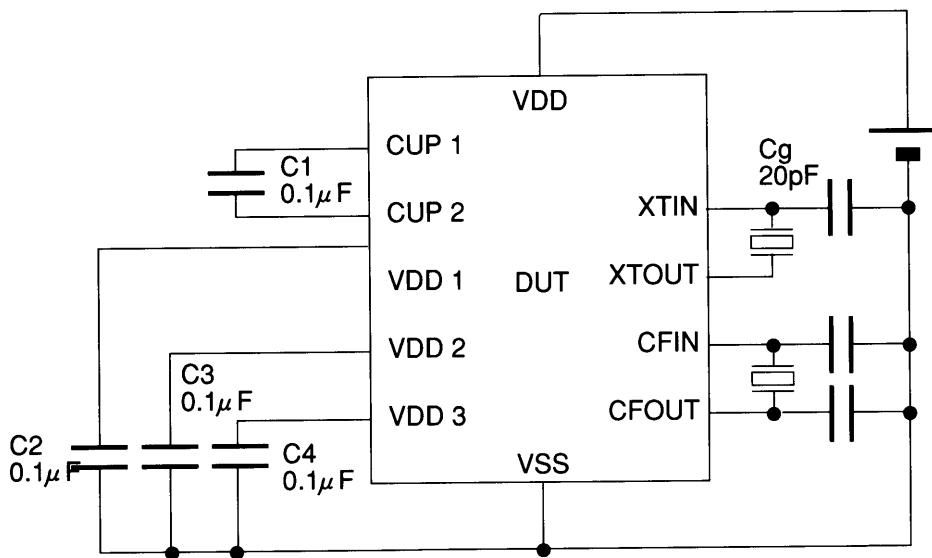 VDD
CUP 1
C1
0.1μF
CUP 2
Cg
20pF
XTIN
VDD 1
DUT
XTOUT
VDD 2
CFIN
C3
0.1μF
VDD 3
CFOUT
C2
0.1μF
C4
0.1μF
VSS